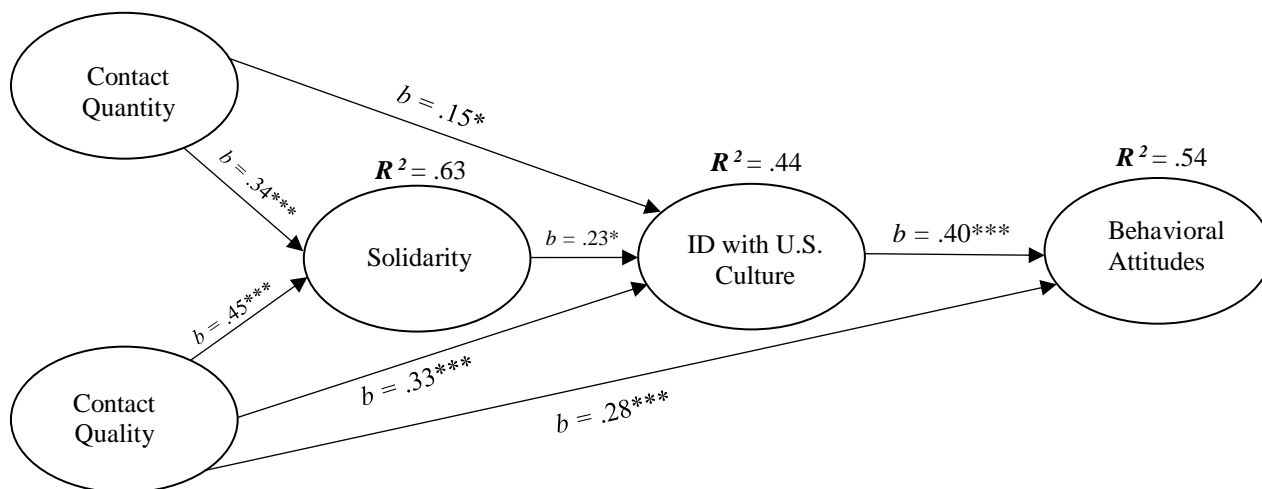 Contact
Quantity
b = .15*
b = .34***
R² = .63
R² = .44
R² = .54
Solidarity
b = .23*
ID with U.S.
Culture
b = .40***
Behavioral
Attitudes
b = .45***
b = .33***
b = .28***
Contact
Quality